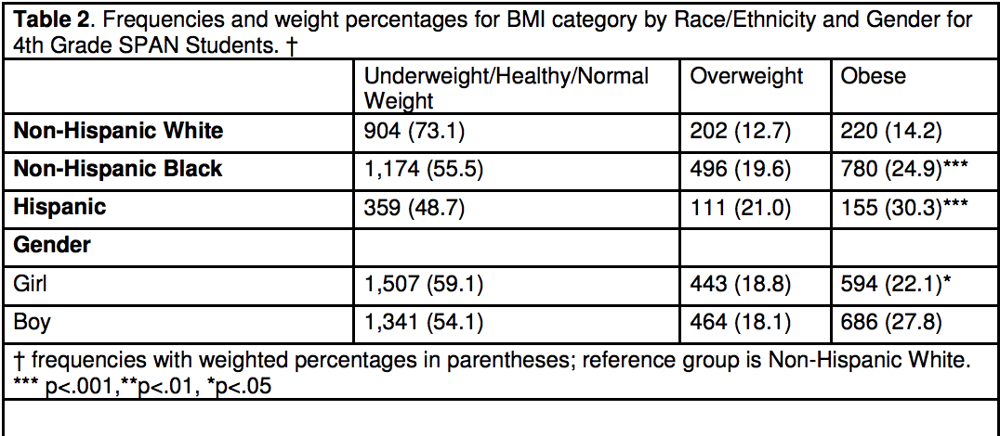 Table 2. Frequencies and weight percentages for BMI category by Race/Ethnicity and Gender for
4th Grade SPAN Students. †
Underweight/Healthy/Normal Weight Overweight Obese
Non-Hispanic White 904 (73.1) 202 (12.7) 220 (14.2)
Non-Hispanic Black 1,174 (55.5) 496 (19.6) 780 (24.9)***
Hispanic 359 (48.7) 111 (21.0) 155 (30.3)***
Gender
Girl 1,507 (59.1) 443 (18.8) 594 (22.1)*
Boy 1,341 (54.1) 464 (18.1) 686 (27.8)
† frequencies with weighted percentages in parentheses; reference group is Non-Hispanic White.
*** p<.001,**p<.01, *p<.05